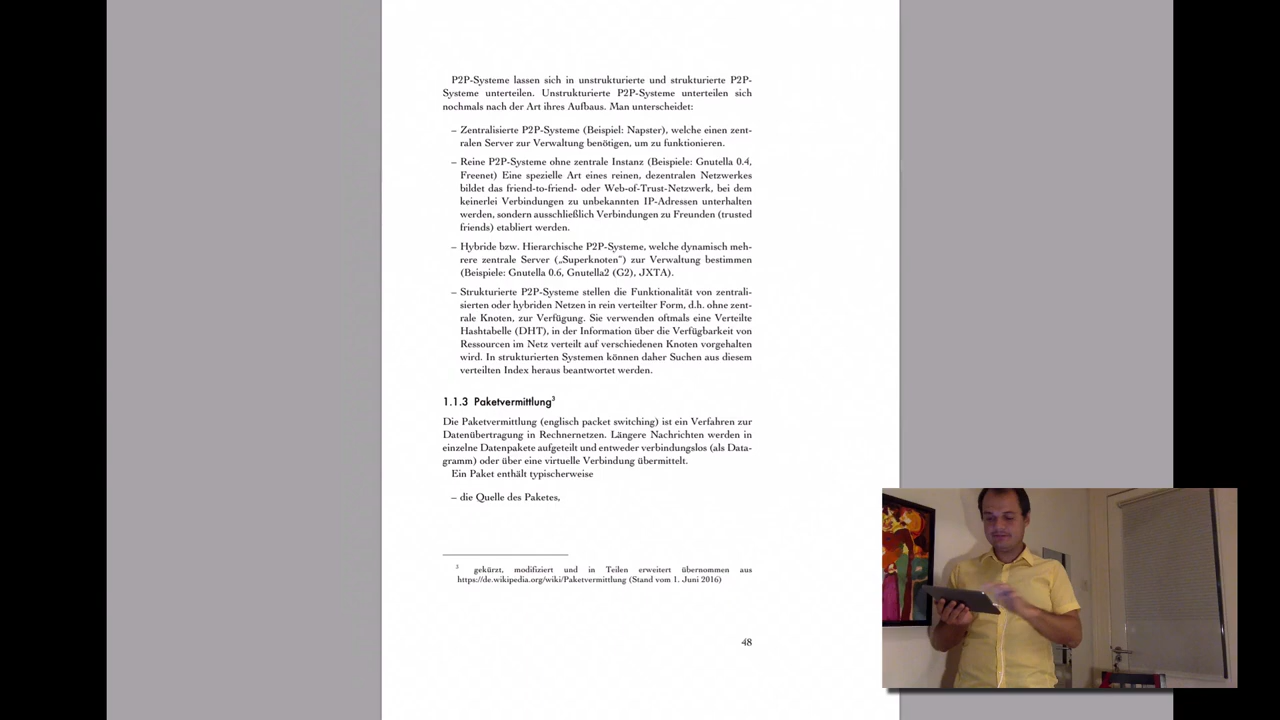 P2P-Systeme lassen sich in unstrukturierte und strukturierte P2P-
Systeme unterteilen. Unstrukturierte P2P-Systeme unterteilen sich
nochmals nach der Art ihres Aufbaus. Man unterscheidet:
– Zentralisierte P2P-Systeme (Beispiel: Napster), welche einen zent-
ralen Server zur Verwaltung benötigen, um zu funktionieren.
– Reine P2P-Systeme ohne zentrale Instanz (Beispiele: Gnutella 0.4,
Freenet) Eine spezielle Art eines reinen, dezentralen Netzwerkes
bildet das friend-to-friend- oder Web-of-Trust-Netzwerk, bei dem
keinerlei Verbindungen zu unbekannten IP-Adressen unterhalten
werden, sondern ausschließlich Verbindungen zu Freunden (trusted
friends) etabliert werden.
– Hybride bzw. Hierarchische P2P-Systeme, welche dynamisch meh-
rere zentrale Server („Superknoten“) zur Verwaltung bestimmen
(Beispiele: Gnutella 0.6, Gnutella2 (G2), JXTA).
– Strukturierte P2P-Systeme stellen die Funktionalität von zentrali-
sierten oder hybriden Netzen in rein verteilter Form, d.h. ohne zent-
rale Knoten, zur Verfügung. Sie verwenden oftmals eine Verteilte
Hashtabelle (DHT), in der Information über die Verfügbarkeit von
Ressourcen im Netz verteilt auf verschiedenen Knoten vorgehalten
wird. In strukturierten Systemen können daher Suchen aus diesem
verteilten Index heraus beantwortet werden.
1.1.3 Paketvermittlung³
Die Paketvermittlung (englisch packet switching) ist ein Verfahren zur
Datenübertragung in Rechnernetzen. Längere Nachrichten werden in
einzelne Datenpakete aufgeteilt und entweder verbindungslos (als Data-
gramm) oder über eine virtuelle Verbindung übermittelt.
Ein Paket enthält typischerweise
– die Quelle des Paketes,
³ gekürzt, modifiziert und in Teilen erweitert übernommen aus
https://de.wikipedia.org/wiki/Paketvermittlung (Stand vom 1. Juni 2016)
48